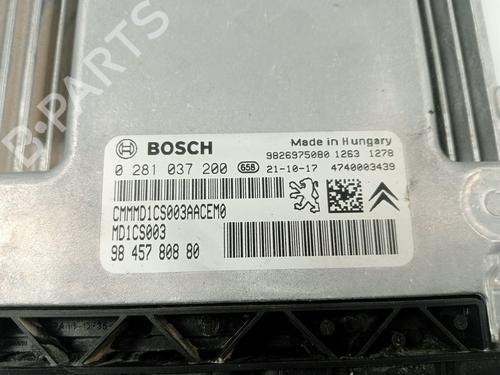 B-PARTS
BOSCH
Made in Hungary
9826975080 1263 1278
0 281 037 200 65B 21-10-17 4740003439
CMMMD1CS003AACEM0
MD1CS003
98 457 808 80